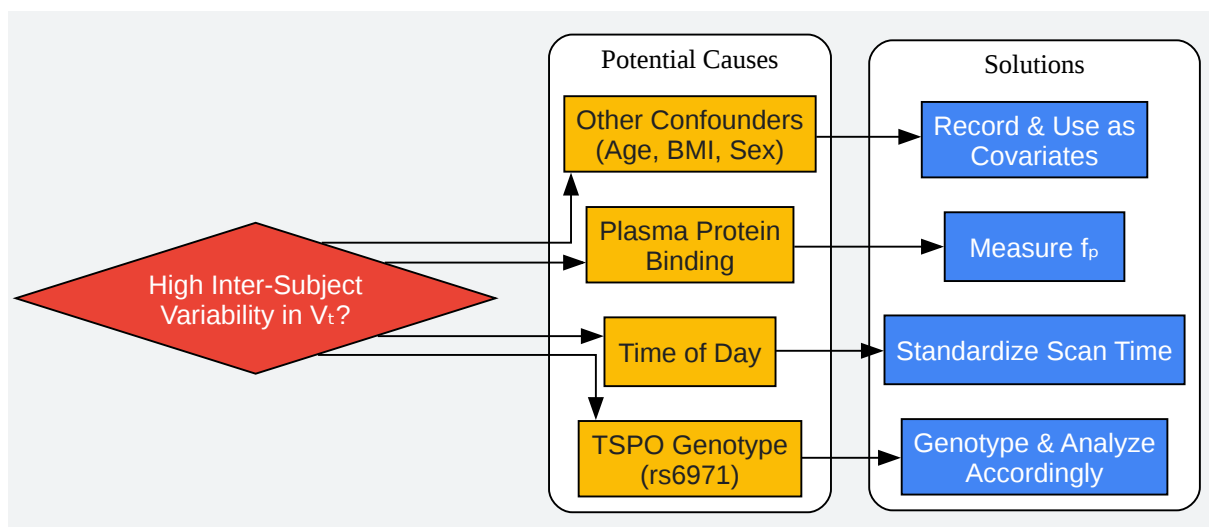 Potential Causes
Solutions
Other Confounders
(Age, BMI, Sex)
Record & Use as
Covariates
Plasma Protein
Binding
Measure fₚ
High Inter-Subject
Variability in Vₜ?
Time of Day
Standardize Scan Time
TSPO Genotype
(rs6971)
Genotype & Analyze
Accordingly